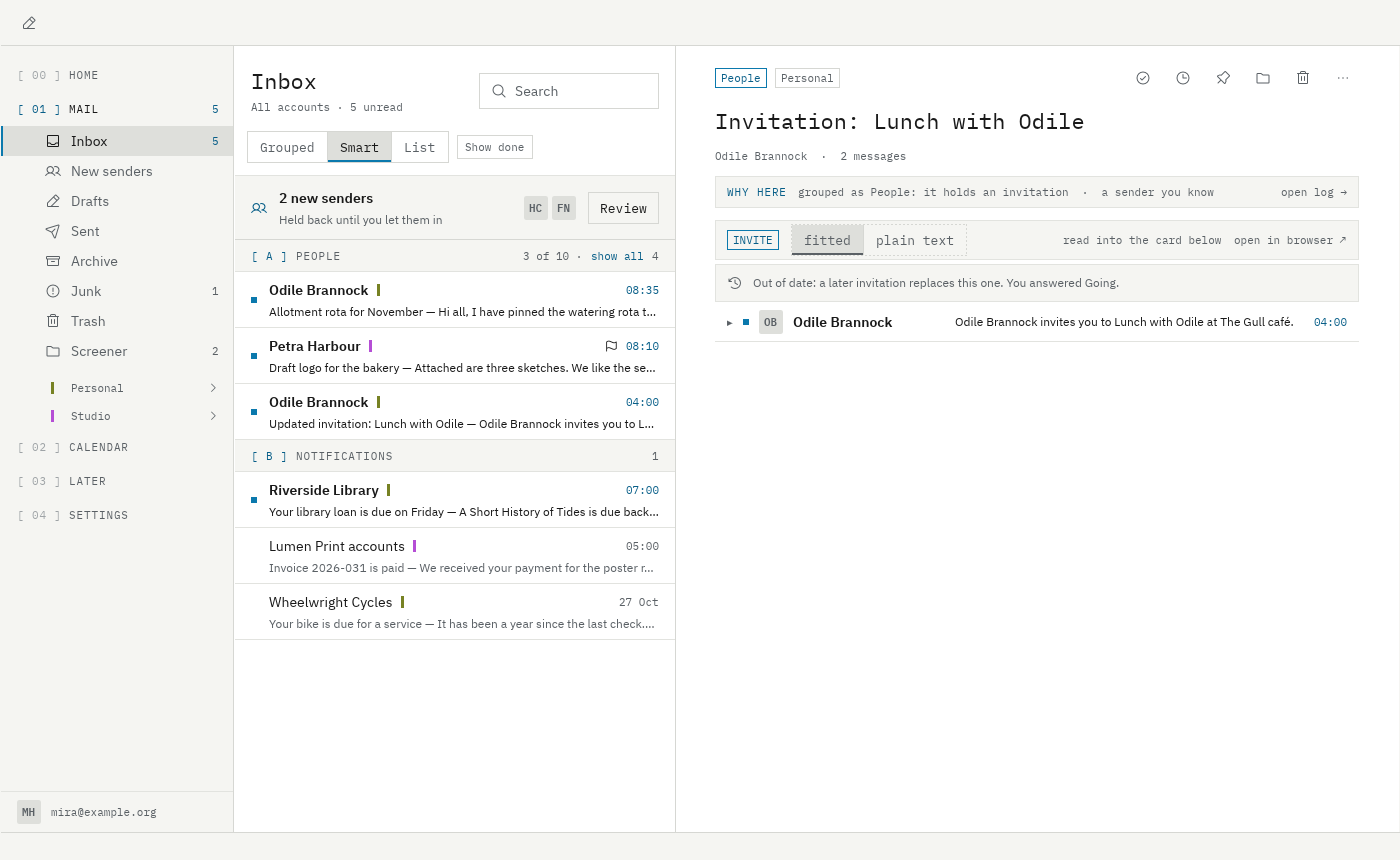 [ 00 ] HOME
[ 01 ] MAIL 5
Inbox 5
New senders
Drafts
Sent
Archive
Junk 1
Trash
Screener 2
Personal
Studio
[ 02 ] CALENDAR
[ 03 ] LATER
[ 04 ] SETTINGS
MH mira@example.org
Inbox
All accounts · 5 unread
Search
Grouped Smart List Show done
2 new senders
Held back until you let them in
HC FN Review
[ A ] PEOPLE 3 of 10 · show all 4
Odile Brannock 08:35
Allotment rota for November — Hi all, I have pinned the watering rota t...
Petra Harbour 08:10
Draft logo for the bakery — Attached are three sketches. We like the se...
Odile Brannock 04:00
Updated invitation: Lunch with Odile — Odile Brannock invites you to L...
[ B ] NOTIFICATIONS 1
Riverside Library 07:00
Your library loan is due on Friday — A Short History of Tides is due back...
Lumen Print accounts 05:00
Invoice 2026-031 is paid — We received your payment for the poster r...
Wheelwright Cycles 27 Oct
Your bike is due for a service — It has been a year since the last check....
People Personal
Invitation: Lunch with Odile
Odile Brannock · 2 messages
WHY HERE grouped as People: it holds an invitation · a sender you know open log →
INVITE fitted plain text read into the card below open in browser ↗
Out of date: a later invitation replaces this one. You answered Going.
▸ OB Odile Brannock Odile Brannock invites you to Lunch with Odile at The Gull café. 04:00